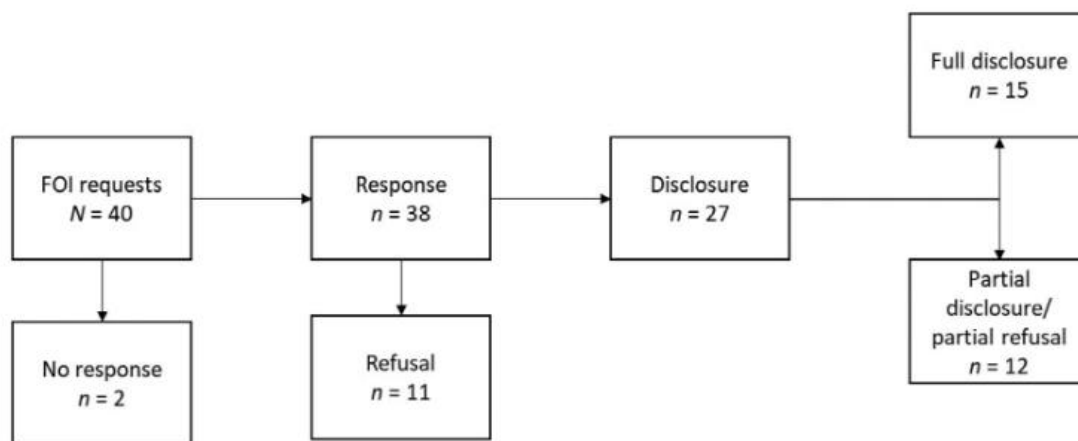 Full disclosure
n = 15
FOI requests
N = 40
Response
n = 38
Disclosure
n = 27
Partial
disclosure/
partial refusal
n = 12
No response
n = 2
Refusal
n = 11